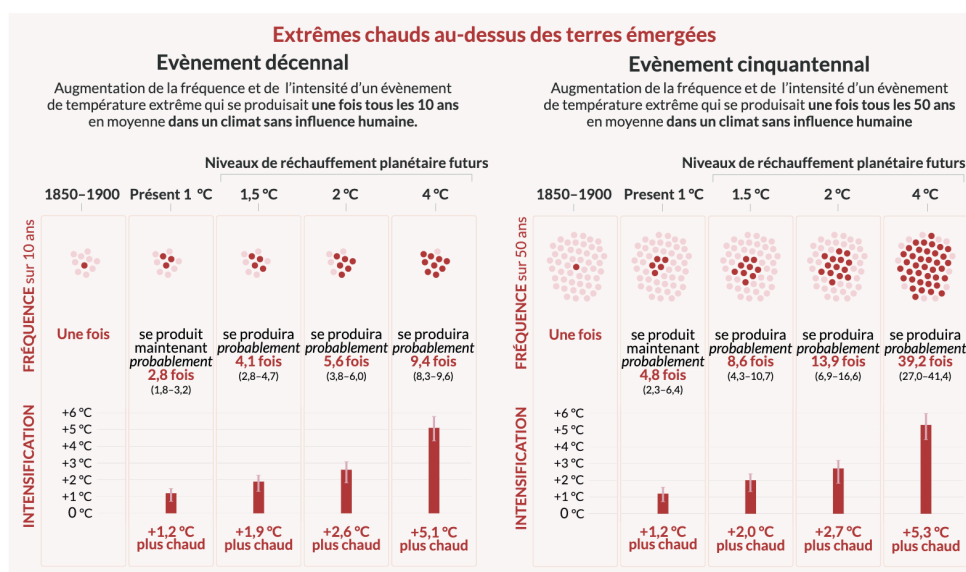 Extrêmes chauds au-dessus des terres émergées
Evènement décennal
Augmentation de la fréquence et de l’intensité d’un évènement
de température extrême qui se produisait une fois tous les 10 ans
en moyenne dans un climat sans influence humaine.
Niveaux de réchauffement planétaire futurs
1850–1900 Présent 1 °C 1,5 °C 2 °C 4 °C
FRÉQUENCE sur 10 ans
Une fois
se produit
maintenant
probablement
2,8 fois
(1,8–3,2)
se produira
probablement
4,1 fois
(2,8–4,7)
se produira
probablement
5,6 fois
(3,8–6,0)
se produira
probablement
9,4 fois
(8,3–9,6)
INTENSIFICATION
+6 °C
+5 °C
+4 °C
+3 °C
+2 °C
+1 °C
0 °C
+1,2 °C
plus chaud
+1,9 °C
plus chaud
+2,6 °C
plus chaud
+5,1 °C
plus chaud
Evènement cinquantennal
Augmentation de la fréquence et de l’intensité d’un évènement
de température extrême qui se produisait une fois tous les 50 ans
en moyenne dans un climat sans influence humaine
Niveaux de réchauffement planétaire futurs
1850–1900 Present 1 °C 1.5 °C 2 °C 4 °C
FRÉQUENCE sur 50 ans
Une fois
se produit
maintenant
probablement
4,8 fois
(2,3–6,4)
se produira
probablement
8,6 fois
(4,3–10,7)
se produira
probablement
13,9 fois
(6,9–16,6)
se produira
probablement
39,2 fois
(27,0–41,4)
INTENSIFICATION
+6 °C
+5 °C
+4 °C
+3 °C
+2 °C
+1 °C
0 °C
+1,2 °C
plus chaud
+2,0 °C
plus chaud
+2,7 °C
plus chaud
+5,3 °C
plus chaud